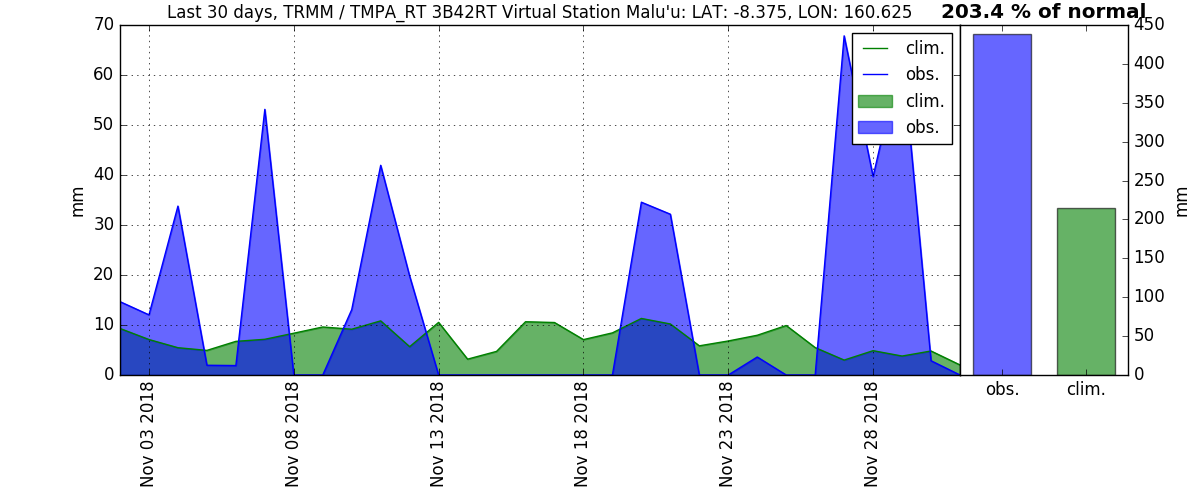 Last 30 days, TRMM / TMPA_RT 3B42RT Virtual Station Malu'u: LAT: -8.375, LON: 160.625
203.4 % of normal
70
60
50
40
30
20
10
0
mm
clim.
obs.
clim.
obs.
Nov 03 2018
Nov 08 2018
Nov 13 2018
Nov 18 2018
Nov 23 2018
Nov 28 2018
450
400
350
300
250
200
150
100
50
0
mm
obs.
clim.